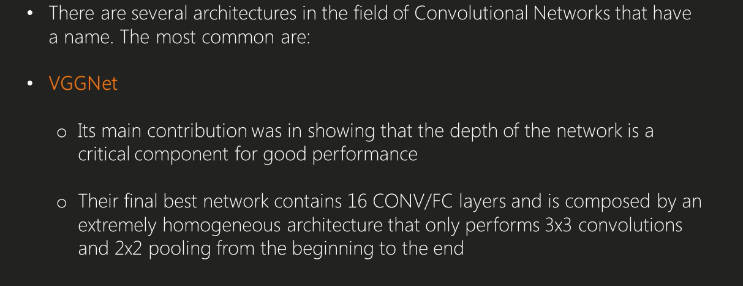 • There are several architectures in the field of Convolutional Networks that have
a name. The most common are:
• VGGNet
o Its main contribution was in showing that the depth of the network is a
critical component for good performance
o Their final best network contains 16 CONV/FC layers and is composed by an
extremely homogeneous architecture that only performs 3x3 convolutions
and 2x2 pooling from the beginning to the end